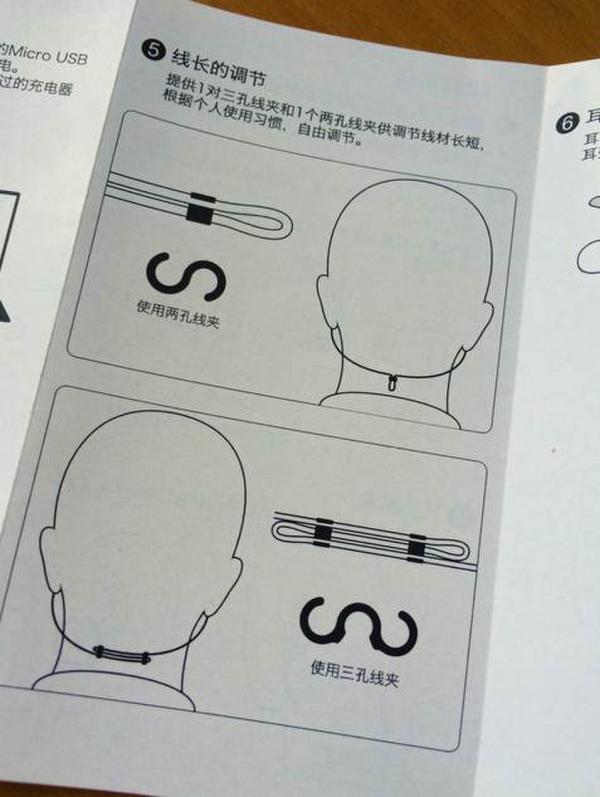 的Micro USB
电。
过的充电器
5 线长的调节
提供1对三孔线夹和1个两孔线夹供调节线材长短，
根据个人使用习惯，自由调节。
使用两孔线夹
使用三孔线夹
6 耳
耳
耳